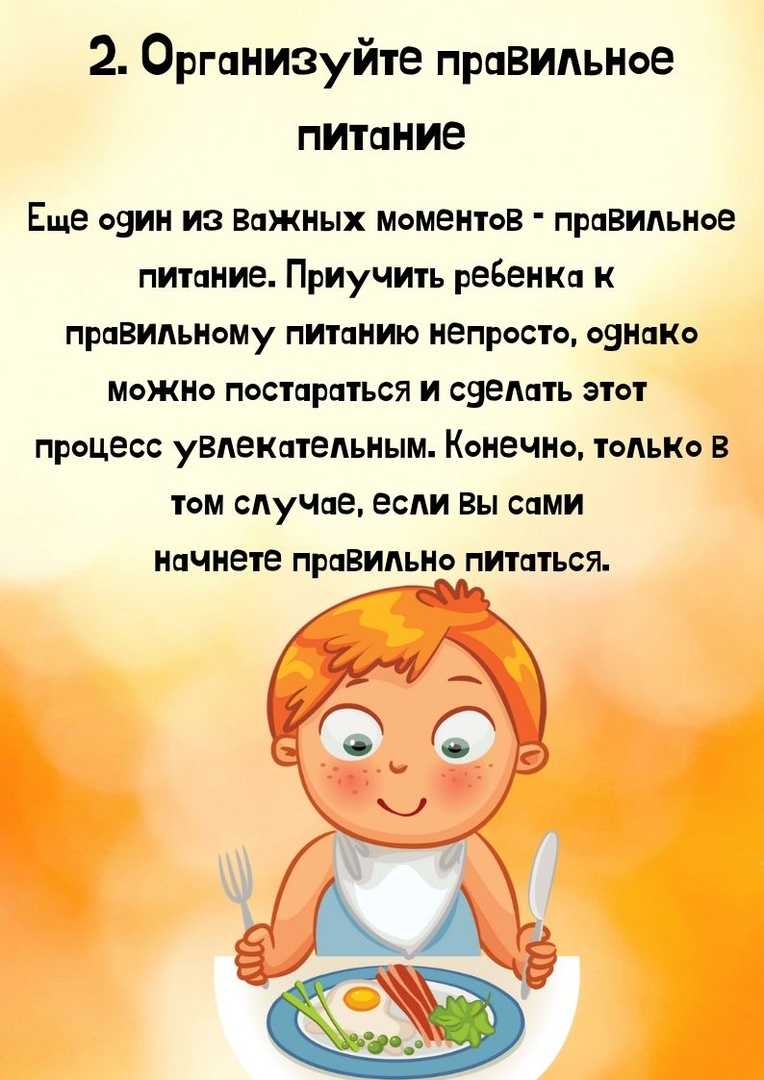 2. Организуйте правильное
питание
Еще один из важных моментов - правильное
питание. Приучить ребенка к
правильному питанию непросто, однако
можно постараться и сделать этот
процесс увлекательным. Конечно, только в
том случае, если вы сами
начнете правильно питаться.